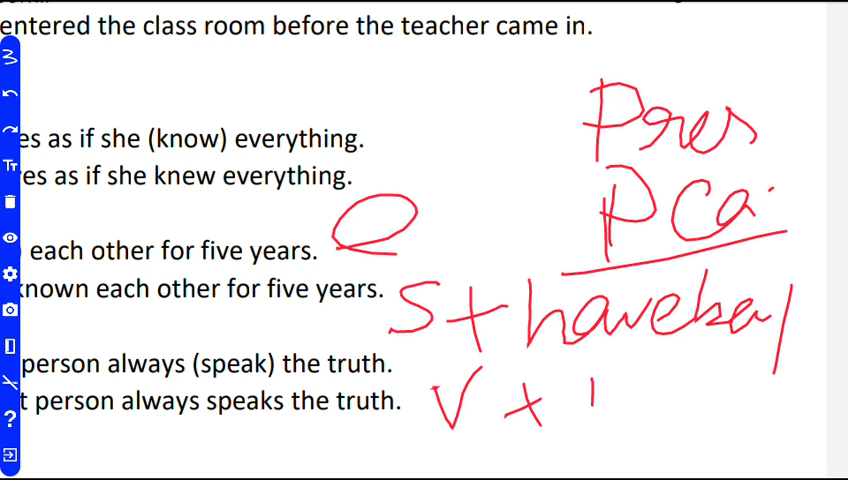 entered the class room before the teacher came in.
es as if she (know) everything.
es as if she knew everything.
each other for five years.
known each other for five years.
person always (speak) the truth.
t person always speaks the truth.
Pres
P
S + have
V +
Tr
?